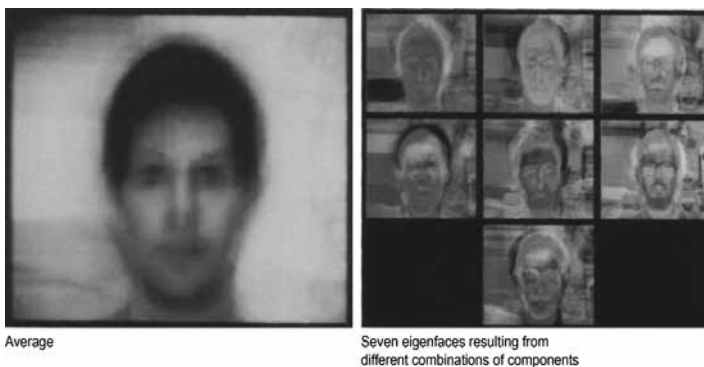 Average
Seven eigenfaces resulting from
different combinations of components